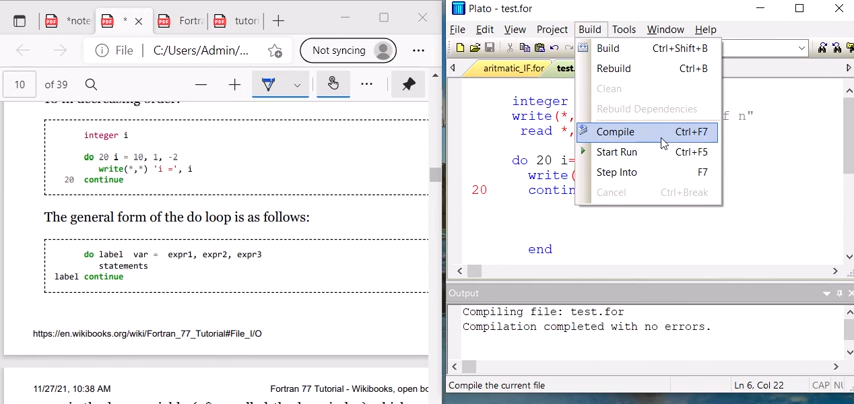 *note
*
Fortr
tutor
File
C:/Users/Admin/...
Not syncing
10
of 39
10 in decreasing order:
integer i
do 20 i = 10, 1, -2
write(*,*) 'i =', i
20 continue
The general form of the do loop is as follows:
do label var = expr1, expr2, expr3
statements
label continue
https://en.wikibooks.org/wiki/Fortran_77_Tutorial#File_I/O
11/27/21, 10:38 AM
Fortran 77 Tutorial - Wikibooks, open bo
Plato - test.for
File Edit View Project Build Tools Window Help
aritmatic_IF.for
test.
Build Ctrl+Shift+B
Rebuild Ctrl+B
Clean
Rebuild Dependencies
Compile Ctrl+F7
Start Run Ctrl+F5
Step Into F7
Cancel Ctrl+Break
integer
write(*, f n"
read *,
do 20 i=
write(
20 contin
end
Output
Compiling file: test.for
Compilation completed with no errors.
Compile the current file
Ln 6, Col 22
CAP NU